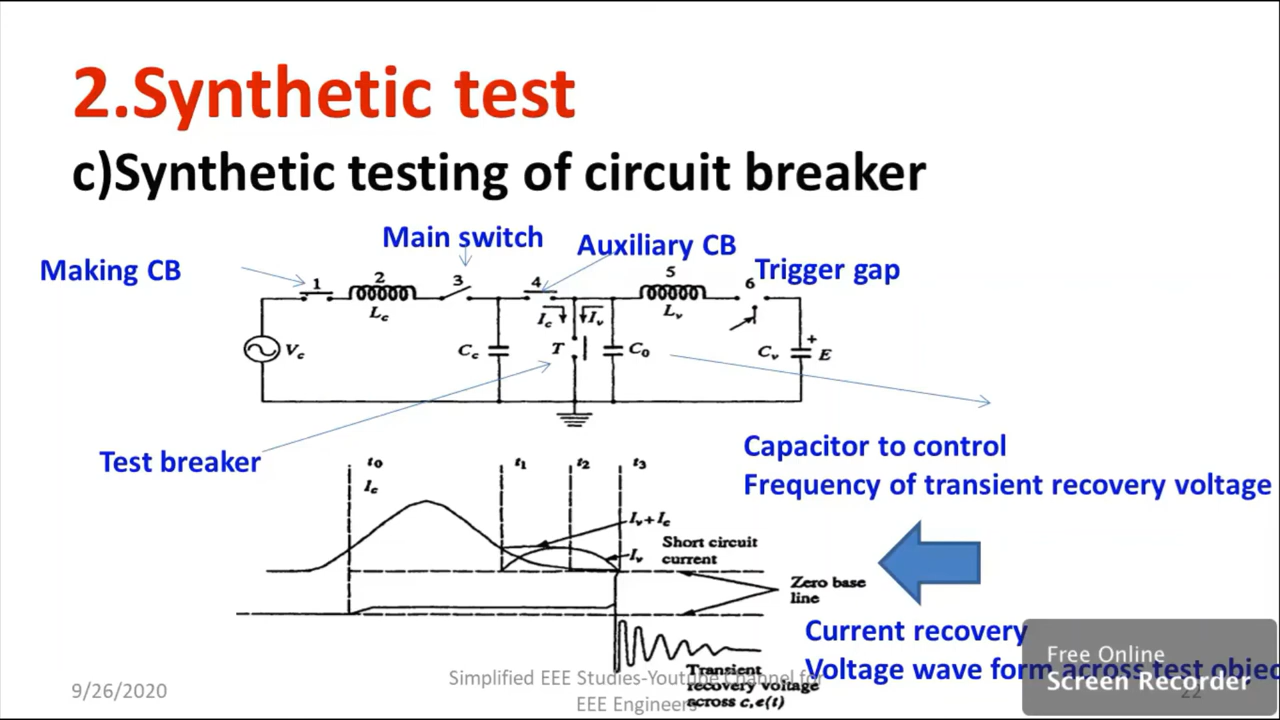 2.Synthetic test
c)Synthetic testing of circuit breaker
Main switch
Auxiliary CB
Making CB
Trigger gap
1
2
3
4
5
6
Lc
Ic
Iv
Lv
Vc
Cc
T
C0
Cv
+
E
Test breaker
Capacitor to control
Frequency of transient recovery voltage
t0
t1
t2
t3
Ic
Iv+Ic
Iv
Short circuit
current
Zero base
line
Current recovery
Voltage wave form across test objec
Transient
recovery voltage
across c,e(t)
9/26/2020
Simplified EEE Studies-Youtube Channel for
EEE Engineers
22
Free Online
Screen Recorder